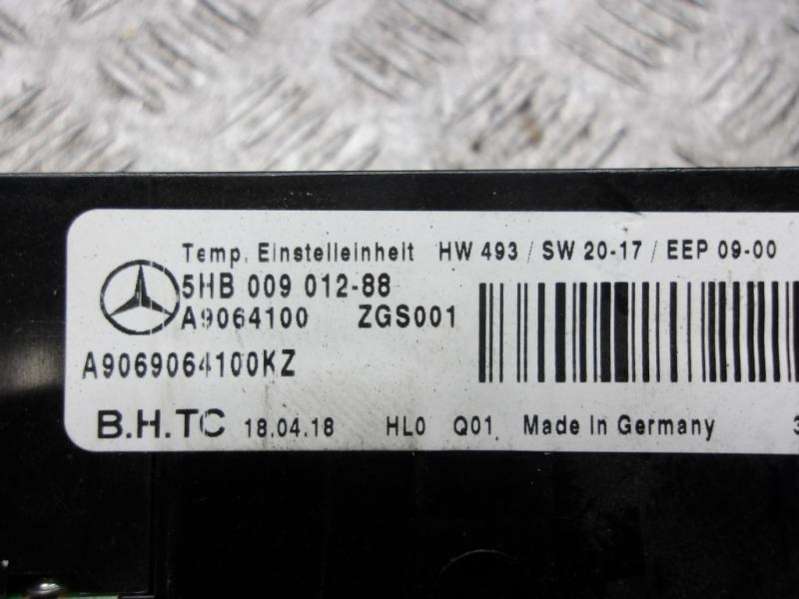 Temp. Einstelleinheit HW 493 / SW 20-17 / EEP 09-00
5HB 009 012-88
A9064100 ZGS001
A9069064100KZ
B.H.TC 18.04.18 HL0 Q01 Made in Germany 3